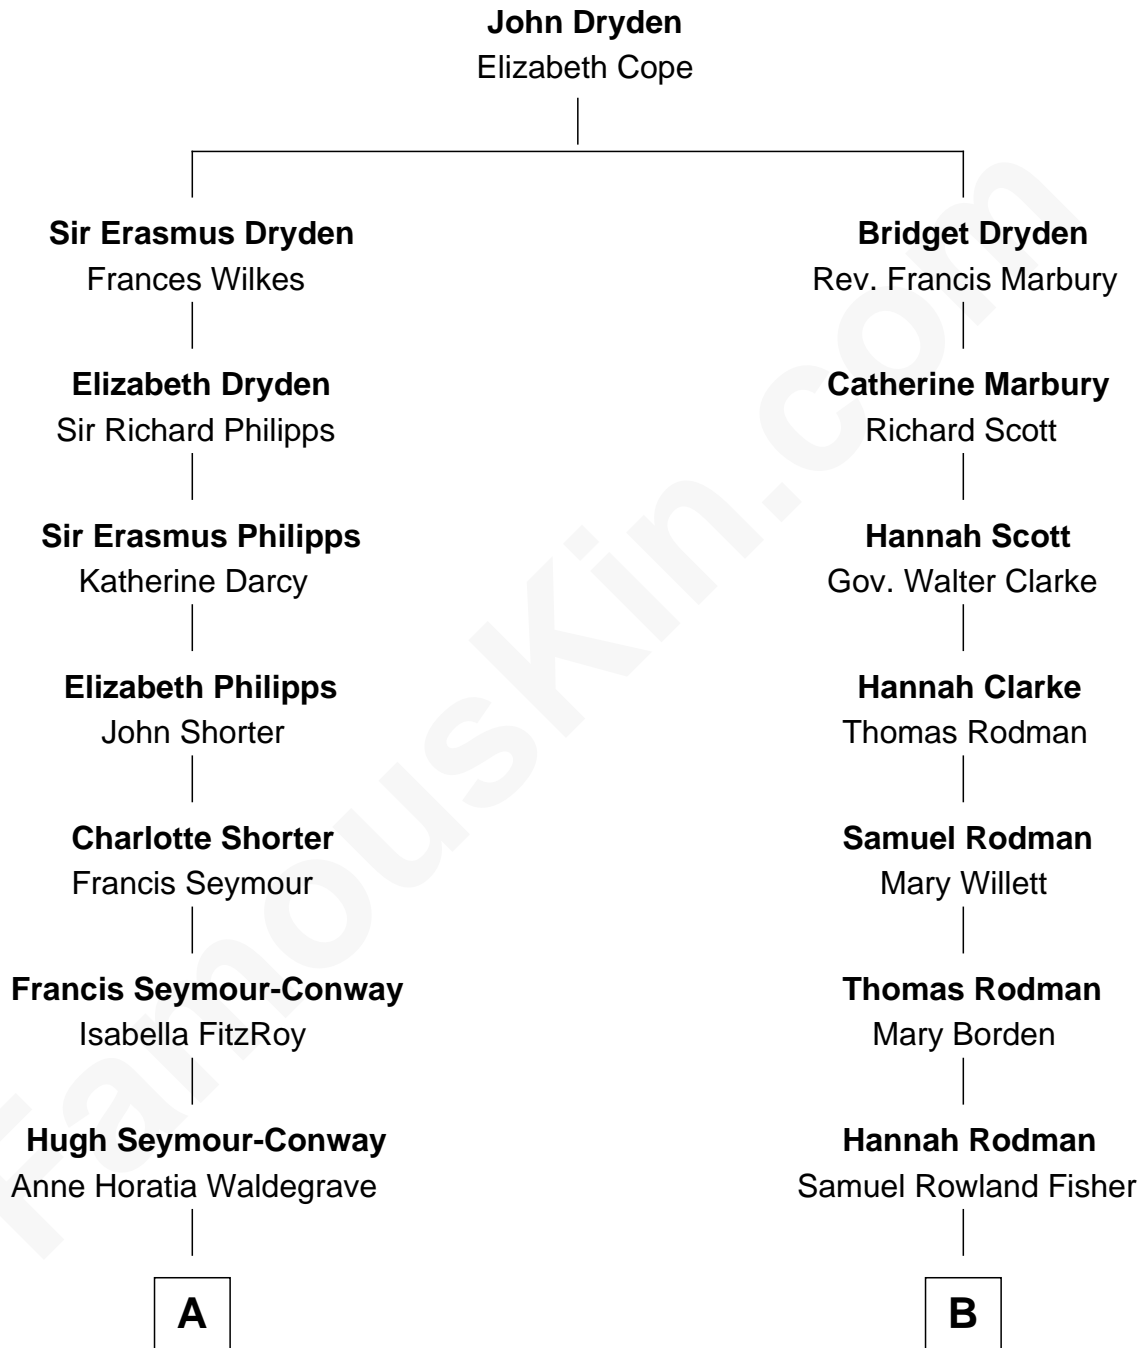 John Dryden
Elizabeth Cope
Sir Erasmus Dryden
Frances Wilkes
Bridget Dryden
Rev. Francis Marbury
Elizabeth Dryden
Sir Richard Philipps
Catherine Marbury
Richard Scott
Sir Erasmus Philipps
Katherine Darcy
Hannah Scott
Gov. Walter Clarke
Elizabeth Philipps
John Shorter
Hannah Clarke
Thomas Rodman
Charlotte Shorter
Francis Seymour
Samuel Rodman
Mary Willett
Francis Seymour-Conway
Isabella FitzRoy
Thomas Rodman
Mary Borden
Hugh Seymour-Conway
Anne Horatia Waldegrave
Hannah Rodman
Samuel Rowland Fisher
A
B
FamousKin.com